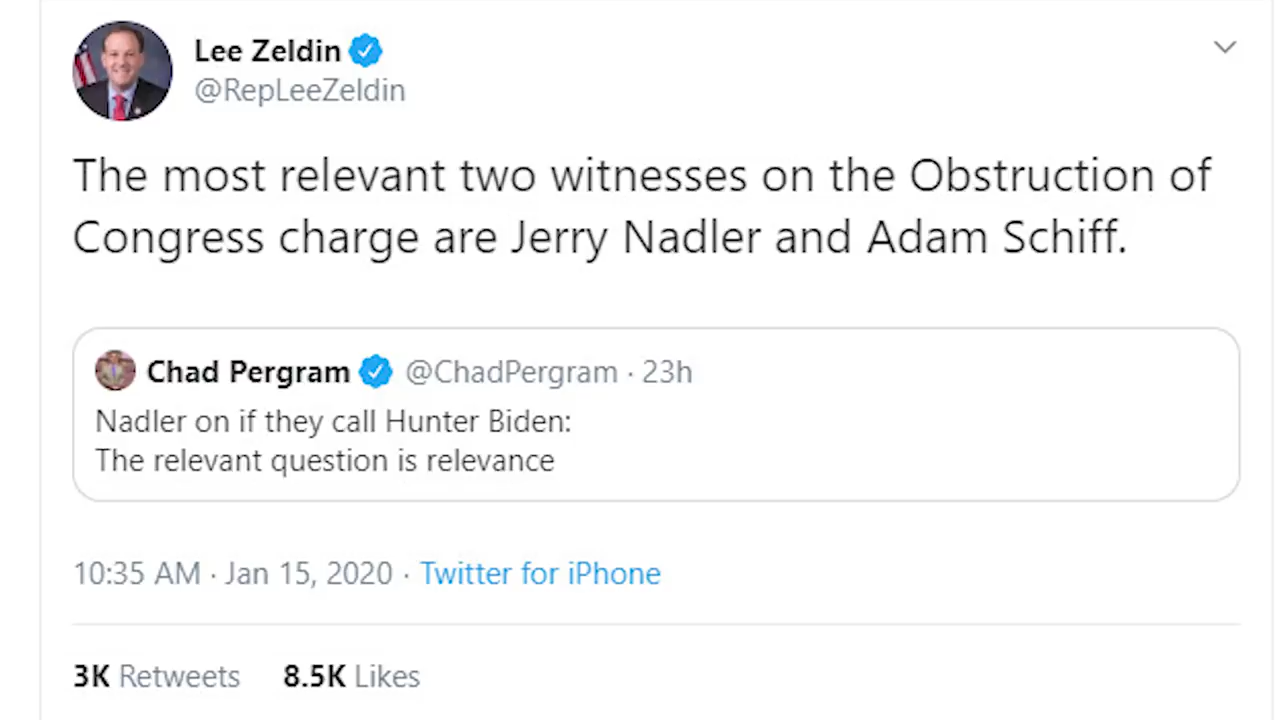 Lee Zeldin
@RepLeeZeldin
The most relevant two witnesses on the Obstruction of
Congress charge are Jerry Nadler and Adam Schiff.
Chad Pergram @ChadPergram · 23h
Nadler on if they call Hunter Biden:
The relevant question is relevance
10:35 AM · Jan 15, 2020 · Twitter for iPhone
3K Retweets 8.5K Likes